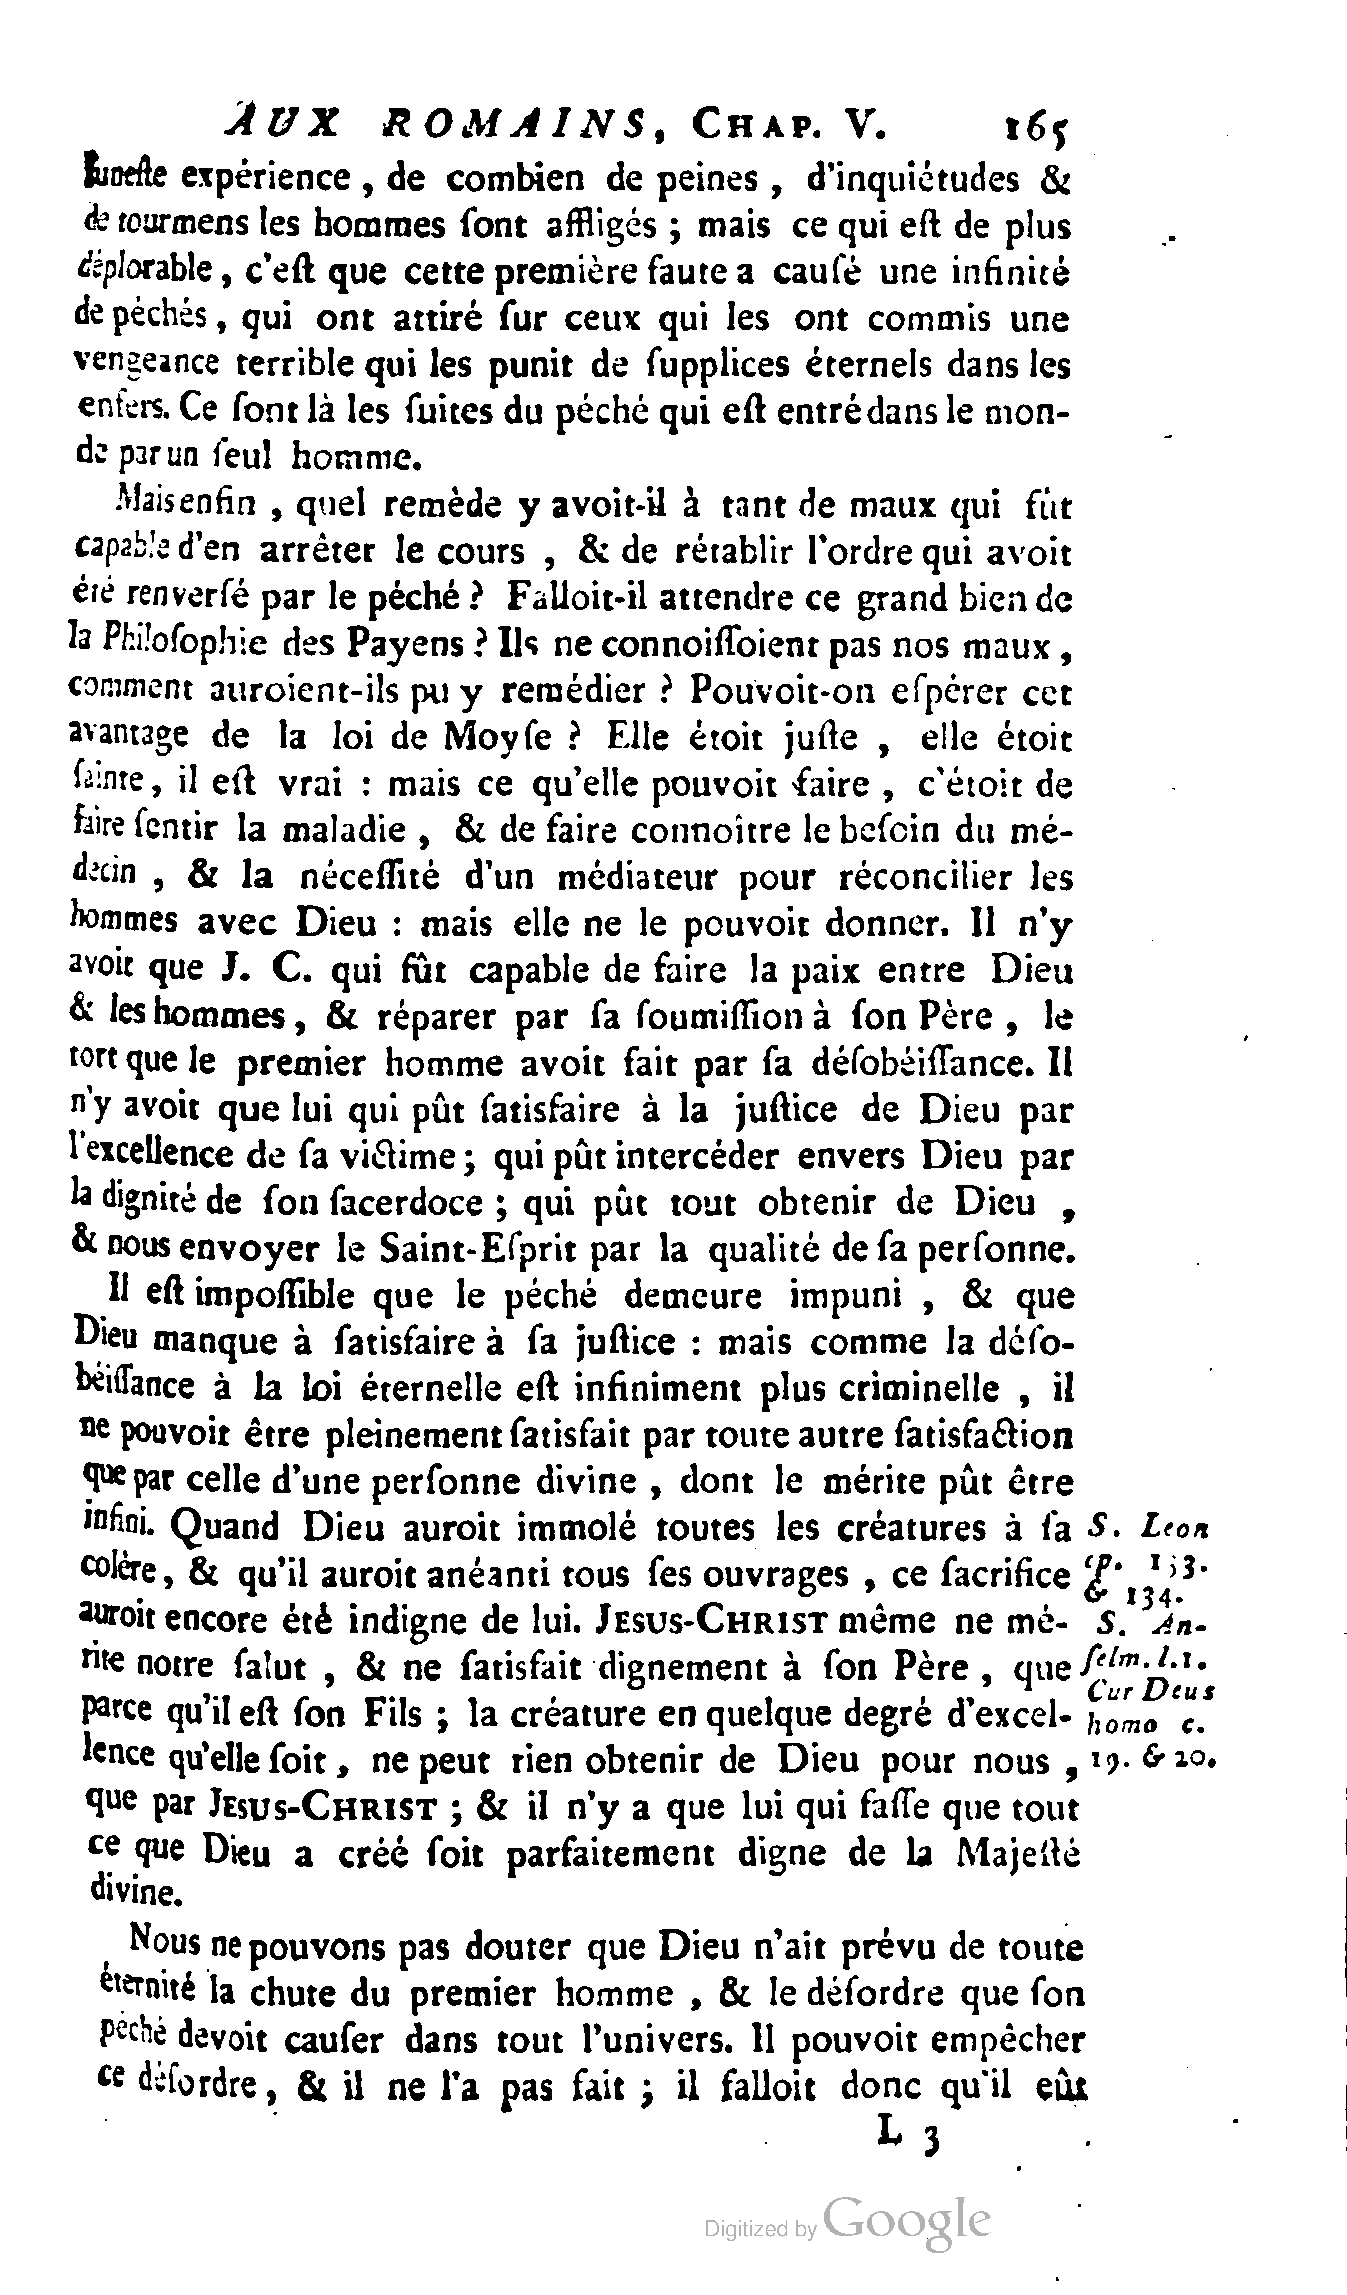 AUX ROMAINS, CHAP. V. 165
funeſte expérience, de combien de peines, d'inquiétudes &
de tourmens les hommes ſont affligés ; mais ce qui eſt de plus
déplorable, c'eſt que cette première faute a cauſé une infinité
de péchés, qui ont attiré ſur ceux qui les ont commis une
vengeance terrible qui les punit de ſupplices éternels dans les
enfers. Ce ſont là les ſuites du péché qui eſt entré dans le mon-
de par un ſeul homme.
Mais enfin, quel remède y avoit-il à tant de maux qui fût
capable d'en arrêter le cours, & de rétablir l'ordre qui avoit
été renverſé par le péché ? Falloit-il attendre ce grand bien de
la Philoſophie des Payens ? Ils ne connoiſſoient pas nos maux,
comment auroient-ils pu y remédier ? Pouvoit-on eſpérer cet
avantage de la loi de Moyſe ? Elle étoit juſte, elle étoit
ſainte, il eſt vrai : mais ce qu'elle pouvoit faire, c'étoit de
faire ſentir la maladie, & de faire connoître le beſoin du mé-
decin, & la néceſſité d'un médiateur pour réconcilier les
hommes avec Dieu : mais elle ne le pouvoit donner. Il n'y
avoit que J. C. qui fût capable de faire la paix entre Dieu
& les hommes, & réparer par ſa ſoumiſſion à ſon Père, le
tort que le premier homme avoit fait par ſa déſobéiſſance. Il
n'y avoit que lui qui pût ſatisfaire à la juſtice de Dieu par
l'excellence de ſa victime; qui pût intercéder envers Dieu par
la dignité de ſon ſacerdoce ; qui pût tout obtenir de Dieu,
& nous envoyer le Saint-Eſprit par la qualité de ſa perſonne.
Il eſt impoſſible que le péché demeure impuni, & que
Dieu manque à ſatisfaire à ſa juſtice : mais comme la déſo-
béiſſance à la loi éternelle eſt infiniment plus criminelle, il
ne pouvoit être pleinement ſatisfait par toute autre ſatisfaction
que par celle d'une perſonne divine, dont le mérite pût être
infini. Quand Dieu auroit immolé toutes les créatures à ſa
colère, & qu'il auroit anéanti tous ſes ouvrages, ce ſacrifice
auroit encore été indigne de lui. JESUS-CHRIST même ne mé-
rite notre ſalut, & ne ſatisfait dignement à ſon Père, que
parce qu'il eſt ſon Fils ; la créature en quelque degré d'excel-
lence qu'elle ſoit, ne peut rien obtenir de Dieu pour nous,
que par JESUS-CHRIST ; & il n'y a que lui qui faſſe que tout
ce que Dieu a créé ſoit parfaitement digne de la Majeſté
divine.
S. Leon
ep. 133.
& 134.
S. An-
ſelm. l. 1.
Cur Deus
homo c.
19. & 20.
Nous ne pouvons pas douter que Dieu n'ait prévu de toute
éternité la chute du premier homme, & le déſordre que ſon
péché devoit cauſer dans tout l'univers. Il pouvoit empêcher
ce déſordre, & il ne l'a pas fait ; il falloit donc qu'il eût
L 3
Digitized by Google